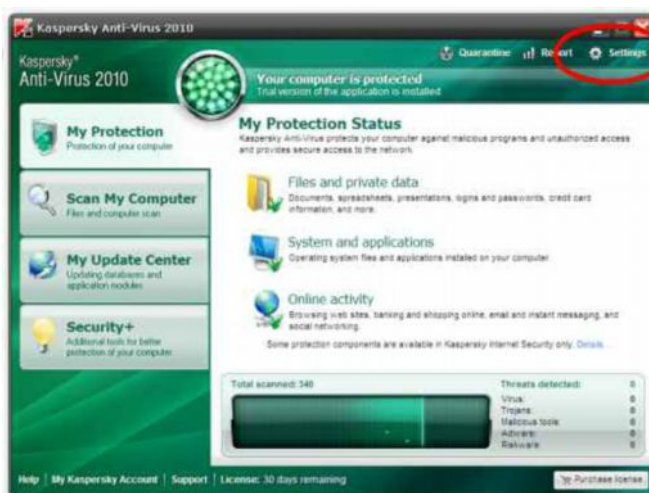 Kaspersky Anti-Virus 2010
Quarantine Report Settings
Kaspersky®
Anti-Virus 2010
Your computer is protected
Trial version of the application is installed
My Protection
Protection of your computer
Scan My Computer
Files and computer scan
My Update Center
Updating databases and
application modules
Security+
Additional tools for better
protection of your computer
My Protection Status
Kaspersky Anti-Virus protects your computer against malicious programs and unauthorized access
and provides secure access to the network.
Files and private data
Documents, spreadsheets, presentations, logins and passwords, credit card
information, and more.
System and applications
Operating system files and applications installed on your computer.
Online activity
Browsing web sites, banking and shopping online, email and instant messaging, and
social networking.
Some protection components are available in Kaspersky Internet Security only. Details...
Total scanned: 340
Threats detected: 0
Virus: 0
Trojans: 0
Malicious tools: 0
Adware: 0
Riskware: 0
Help | My Kaspersky Account | Support | License: 30 days remaining
Purchase license